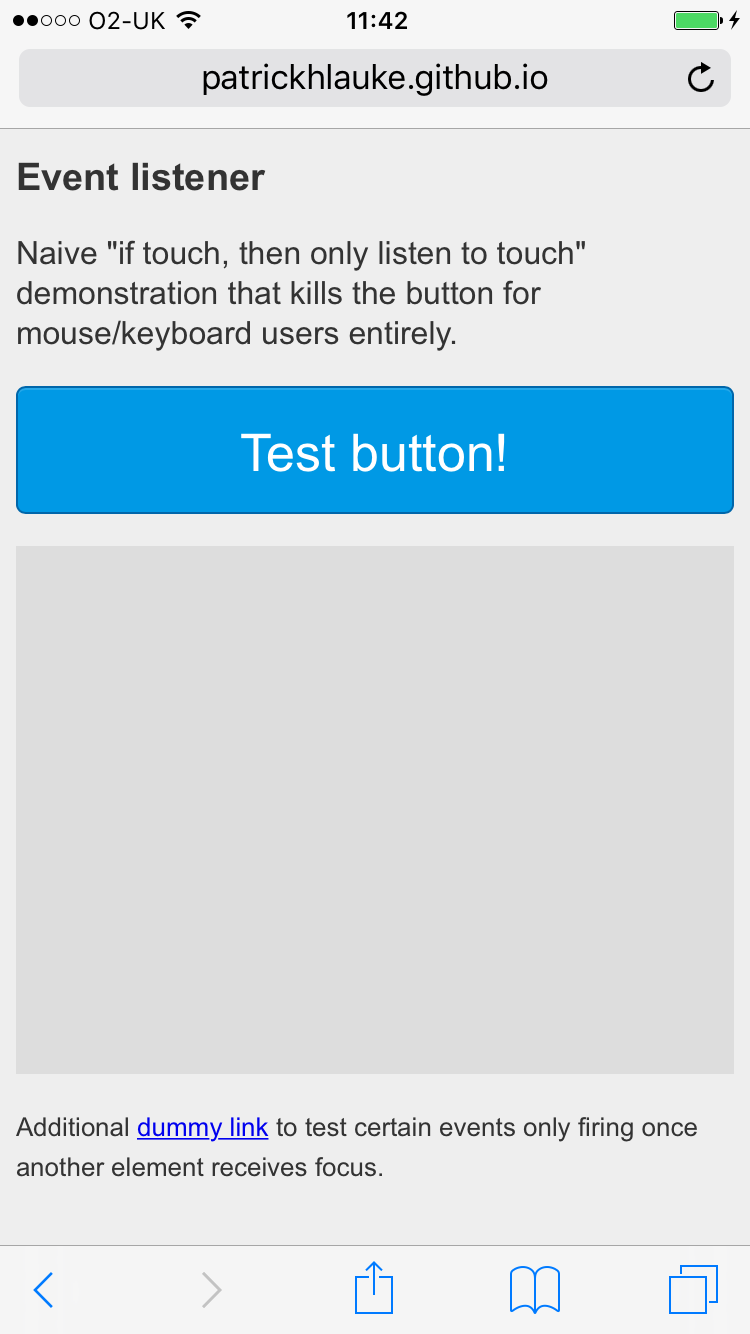 O2-UK 11:42
patrickhlauke.github.io
Event listener
Naive "if touch, then only listen to touch"
demonstration that kills the button for
mouse/keyboard users entirely.
Test button!
Additional dummy link to test certain events only firing once
another element receives focus.